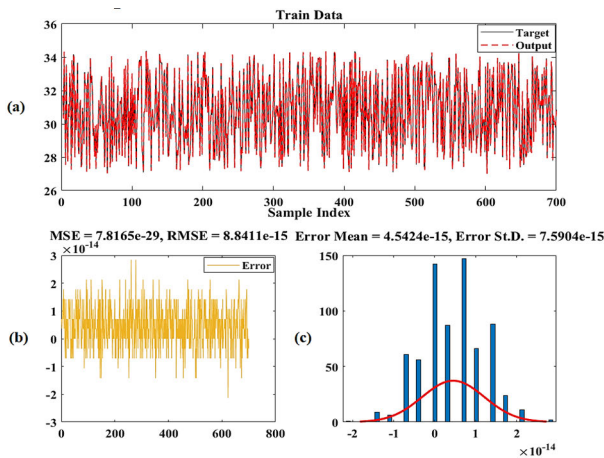 Train Data
36
34
32
30
28
26
Target
Output
(a)
0 100 200 300 400 500 600 700
Sample Index
MSE = 7.8165e-29, RMSE = 8.8411e-15
Error Mean = 4.5424e-15, Error St.D. = 7.5904e-15
×10⁻¹⁴
3
2
1
0
-1
-2
-3
Error
(b)
0 200 400 600 800
150
100
50
0
(c)
-2 -1 0 1 2
×10⁻¹⁴